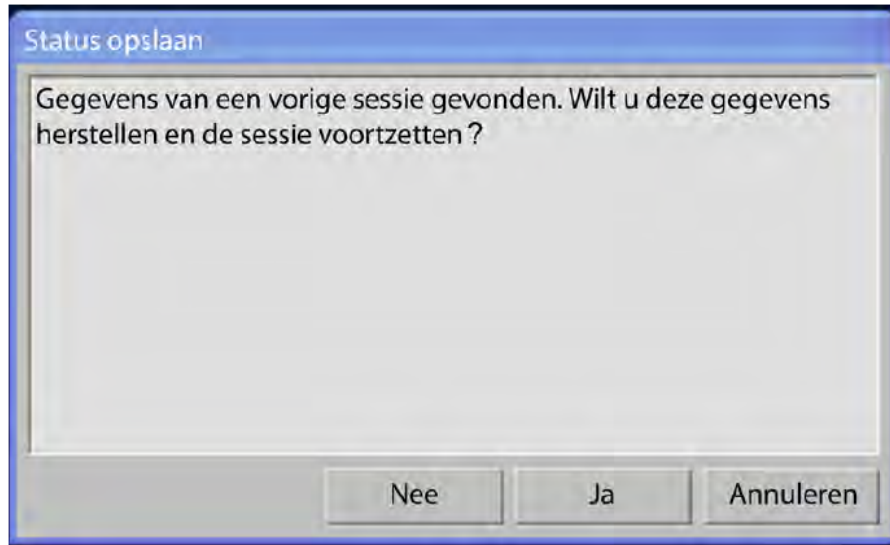 Status opslaan
Gegevens van een vorige sessie gevonden. Wilt u deze gegevens
herstellen en de sessie voortzetten ?
Nee
Ja
Annuleren